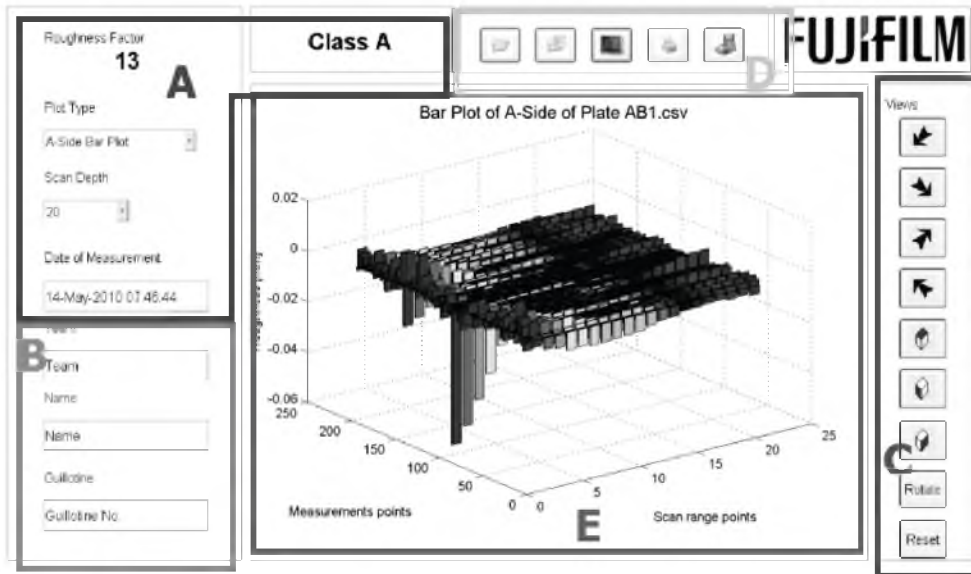 Roughness Factor
13
A
Plot Type
A-Side Bar Plot
Scan Depth
20
Date of Measurement
14-May-2010 07:46:44
B
Team
Name
Name
Guillotine
Guillotine No.
Class A
D
FUJIFILM
Bar Plot of A-Side of Plate AB1.csv
0.02
0
-0.02
-0.04
-0.06
250
200
150
100
50
0
0
5
10
15
20
25
Measurements points
Scan range points
E
Views
C
Rotate
Reset